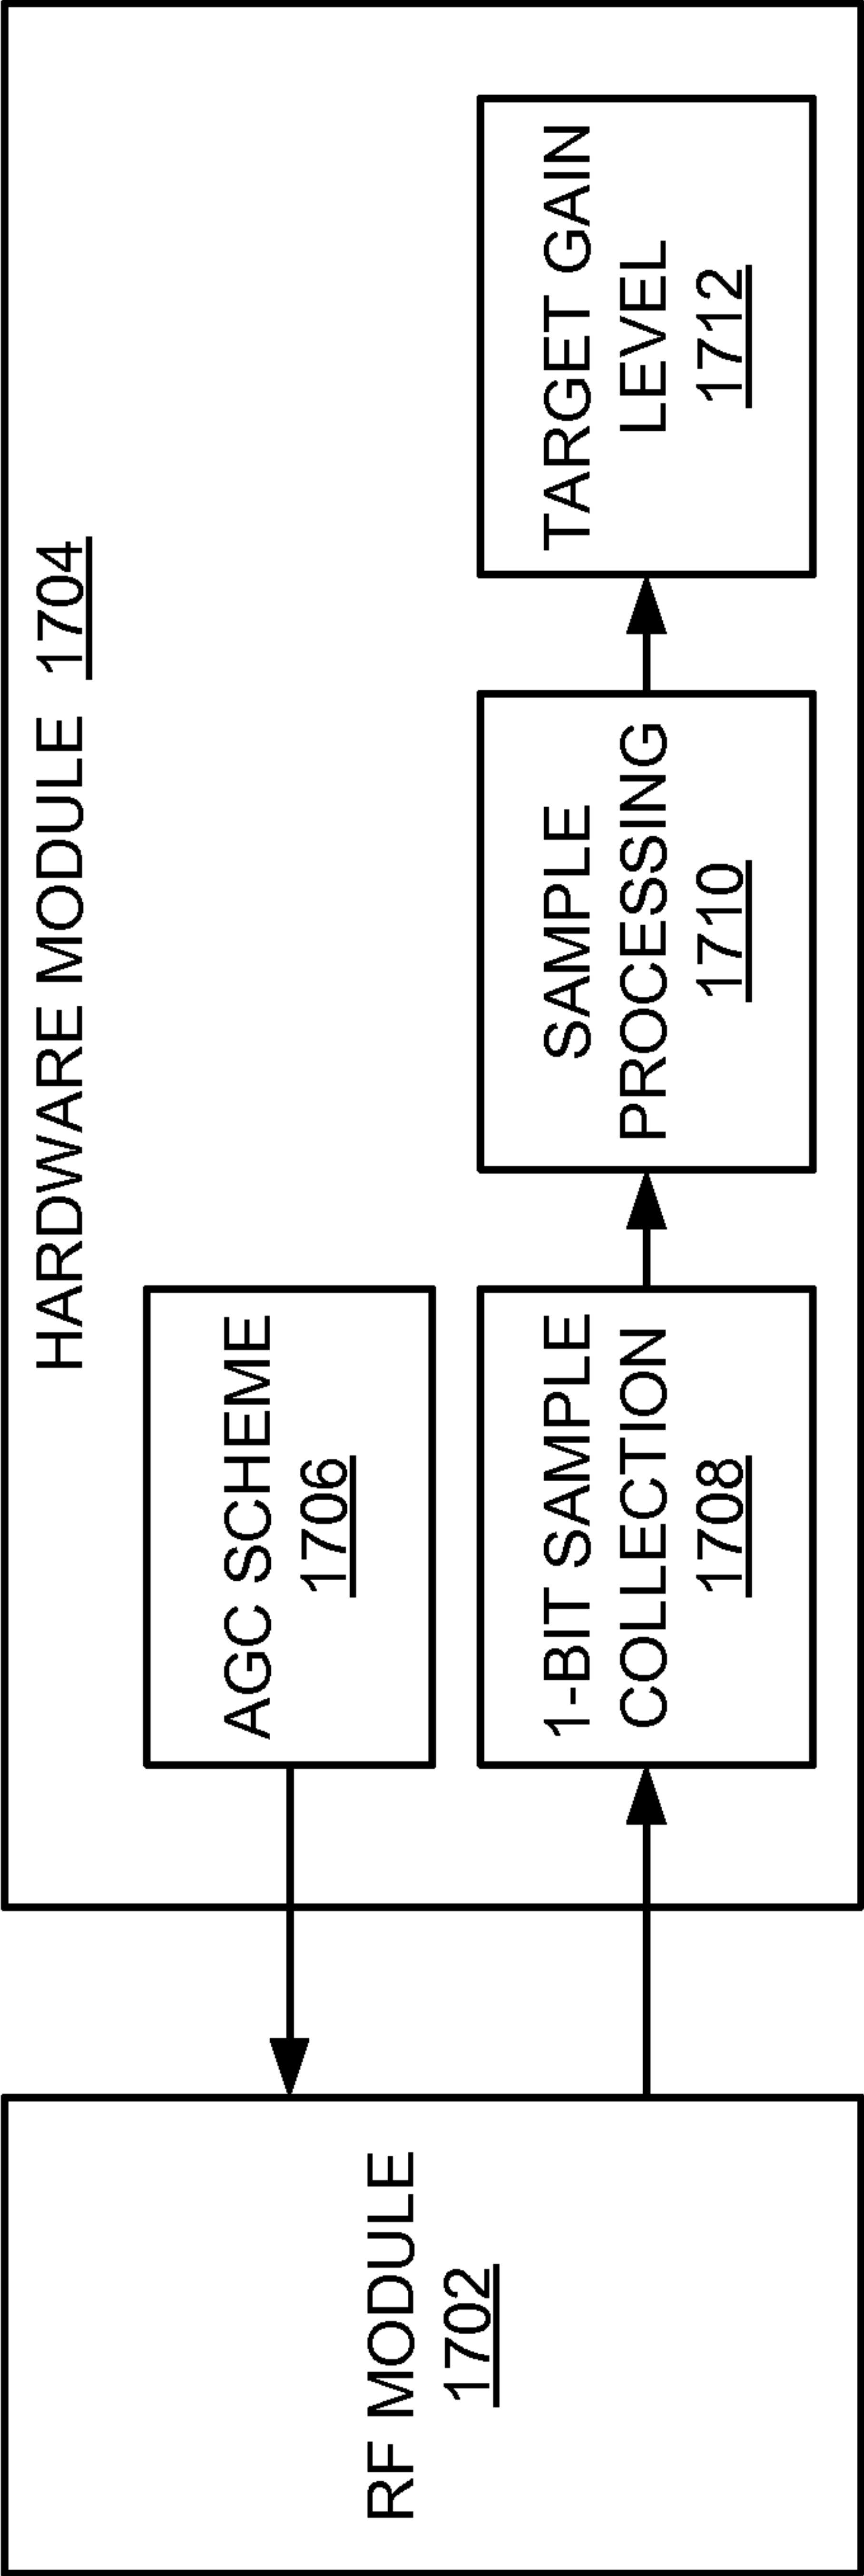 HARDWARE MODULE 1704
RF MODULE
1702
AGC SCHEME
1706
1-BIT SAMPLE
COLLECTION
1708
SAMPLE
PROCESSING
1710
TARGET GAIN
LEVEL
1712